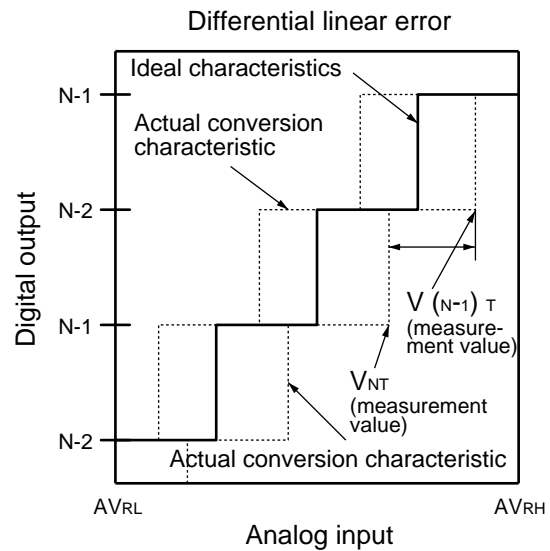 Differential linear error
Ideal characteristics
N-1
Actual conversion
characteristic
N-2
Digital output
V (N-1) T
(measure-
ment value)
N-1
VNT
(measurement
value)
N-2
Actual conversion characteristic
AVRL
AVRH
Analog input